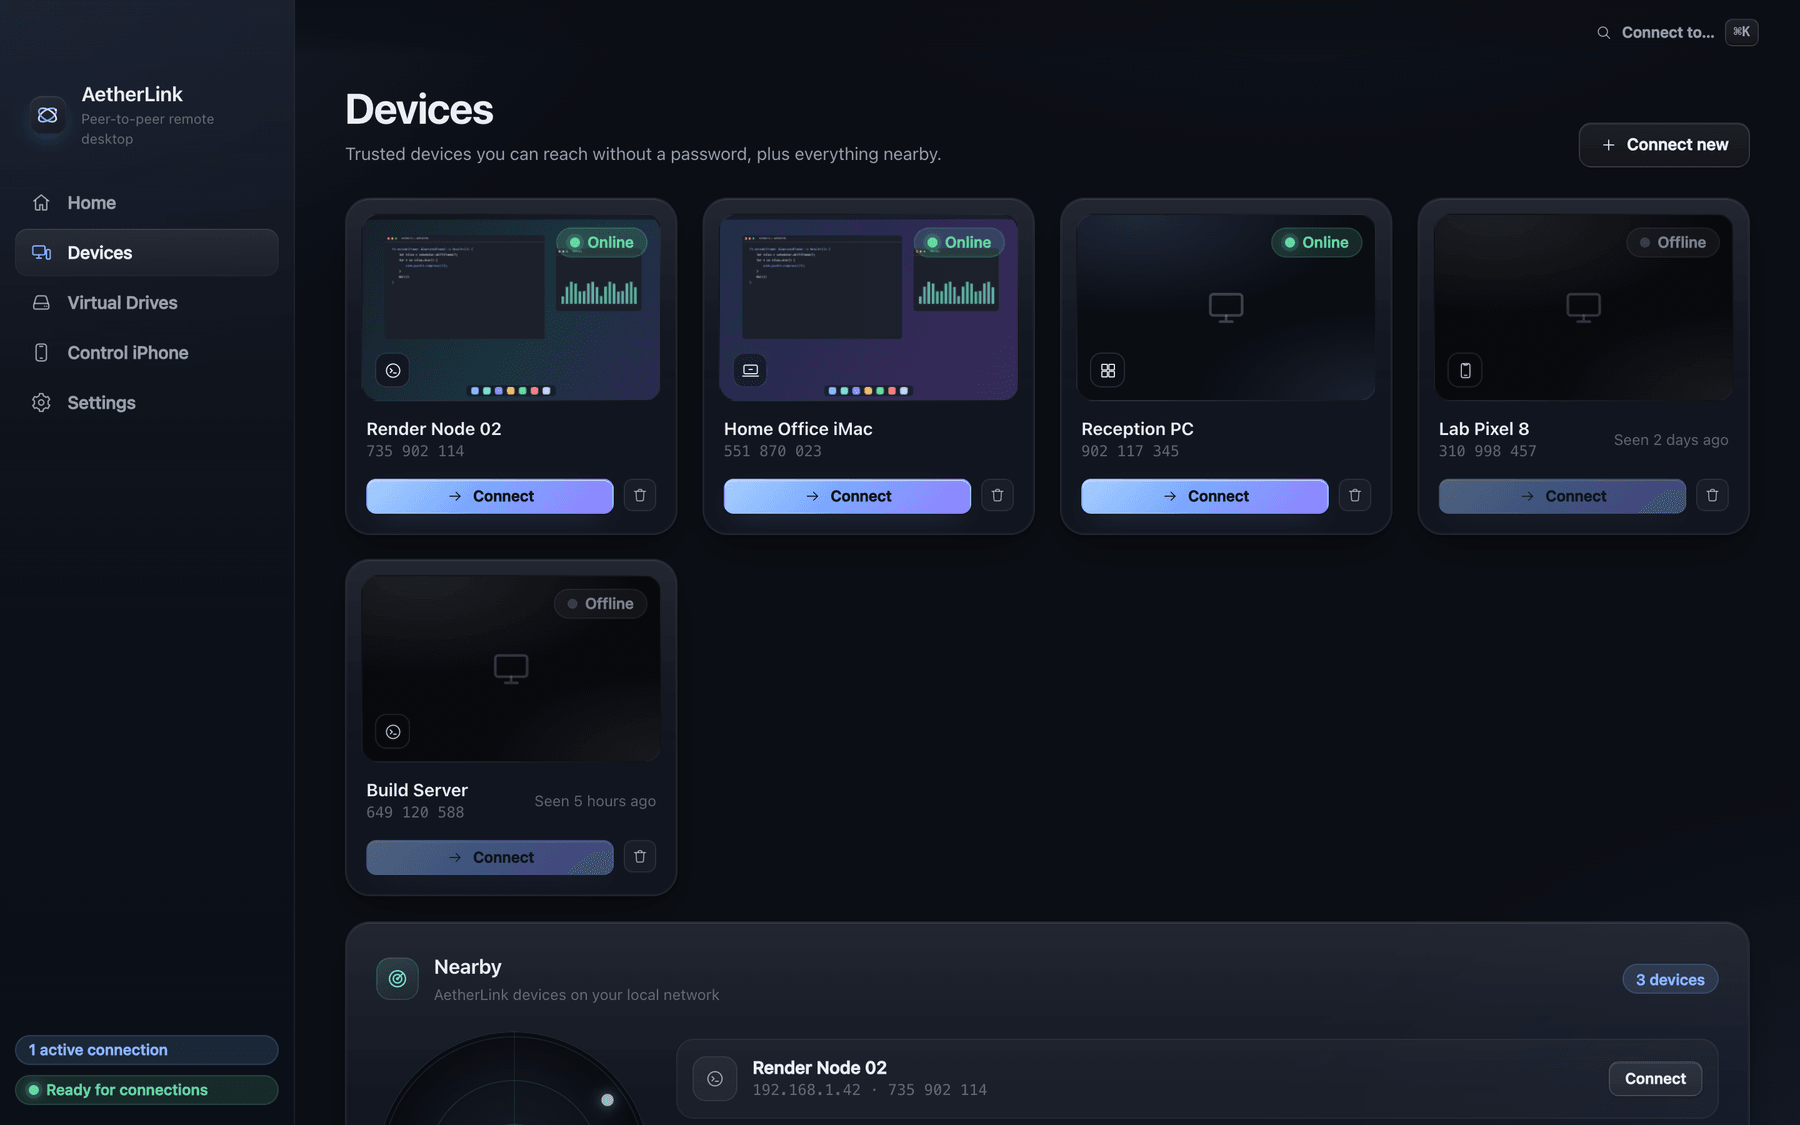 Connect to...
⌘K
AetherLink
Peer-to-peer remote
desktop
Home
Devices
Virtual Drives
Control iPhone
Settings
1 active connection
Ready for connections
Devices
Trusted devices you can reach without a password, plus everything nearby.
Connect new
Online
Render Node 02
735 902 114
Connect
Online
Home Office iMac
551 870 023
Connect
Online
Reception PC
902 117 345
Connect
Offline
Lab Pixel 8
310 998 457
Seen 2 days ago
Connect
Offline
Build Server
649 120 588
Seen 5 hours ago
Connect
Nearby
AetherLink devices on your local network
3 devices
Render Node 02
192.168.1.42 · 735 902 114
Connect